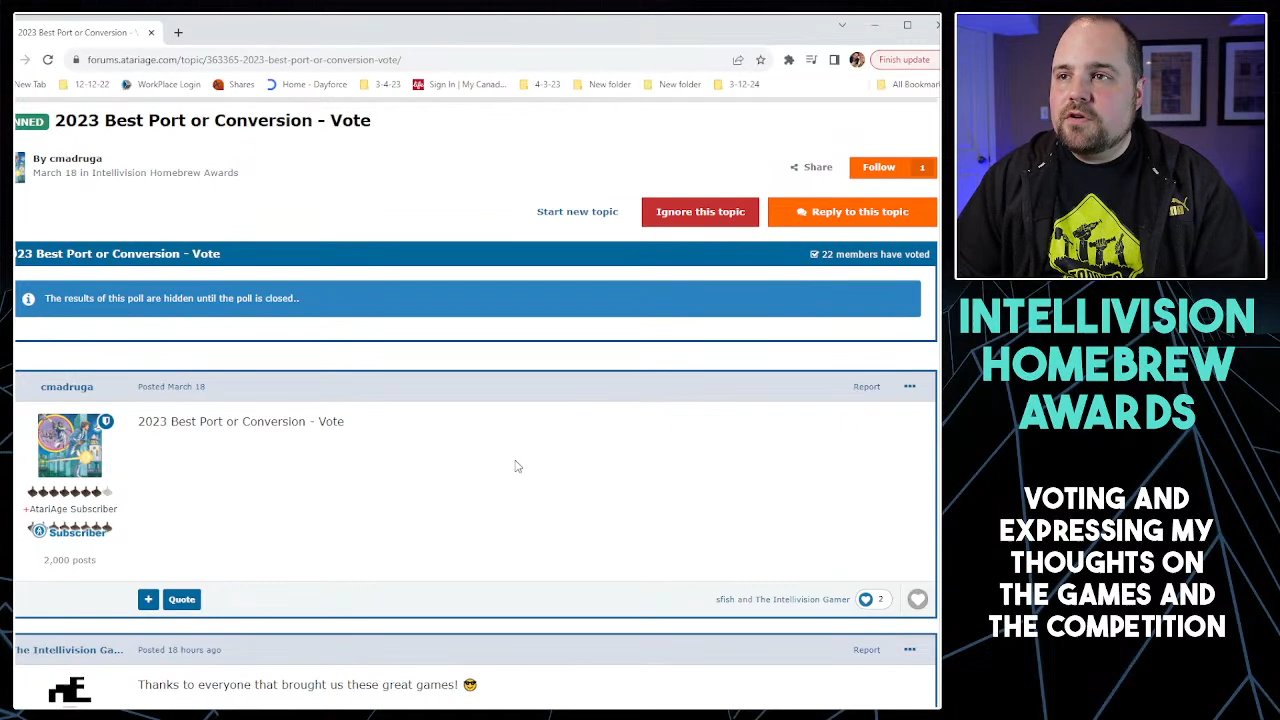 2023 Best Port or Conversion -
forums.atariage.com/topic/363365-2023-best-port-or-conversion-vote/
Finish update
New Tab
12-12-22
WorkPlace Login
Shares
Home - Dayforce
3-4-23
Sign In | My Canad...
4-3-23
New folder
New folder
3-12-24
All Bookmar
NNED
2023 Best Port or Conversion - Vote
By cmadruga
March 18 in Intellivision Homebrew Awards
Share
Follow 1
Start new topic
Ignore this topic
Reply to this topic
023 Best Port or Conversion - Vote
22 members have voted
The results of this poll are hidden until the poll is closed..
cmadruga
Posted March 18
Report
2023 Best Port or Conversion - Vote
+AtariAge Subscriber
Subscriber
2,000 posts
+ Quote
sfish and The Intellivision Gamer
2
The Intellivision Ga...
Posted 18 hours ago
Report
Thanks to everyone that brought us these great games! 😎
INTELLIVISION
HOMEBREW
AWARDS
VOTING AND
EXPRESSING MY
THOUGHTS ON
THE GAMES AND
THE COMPETITION